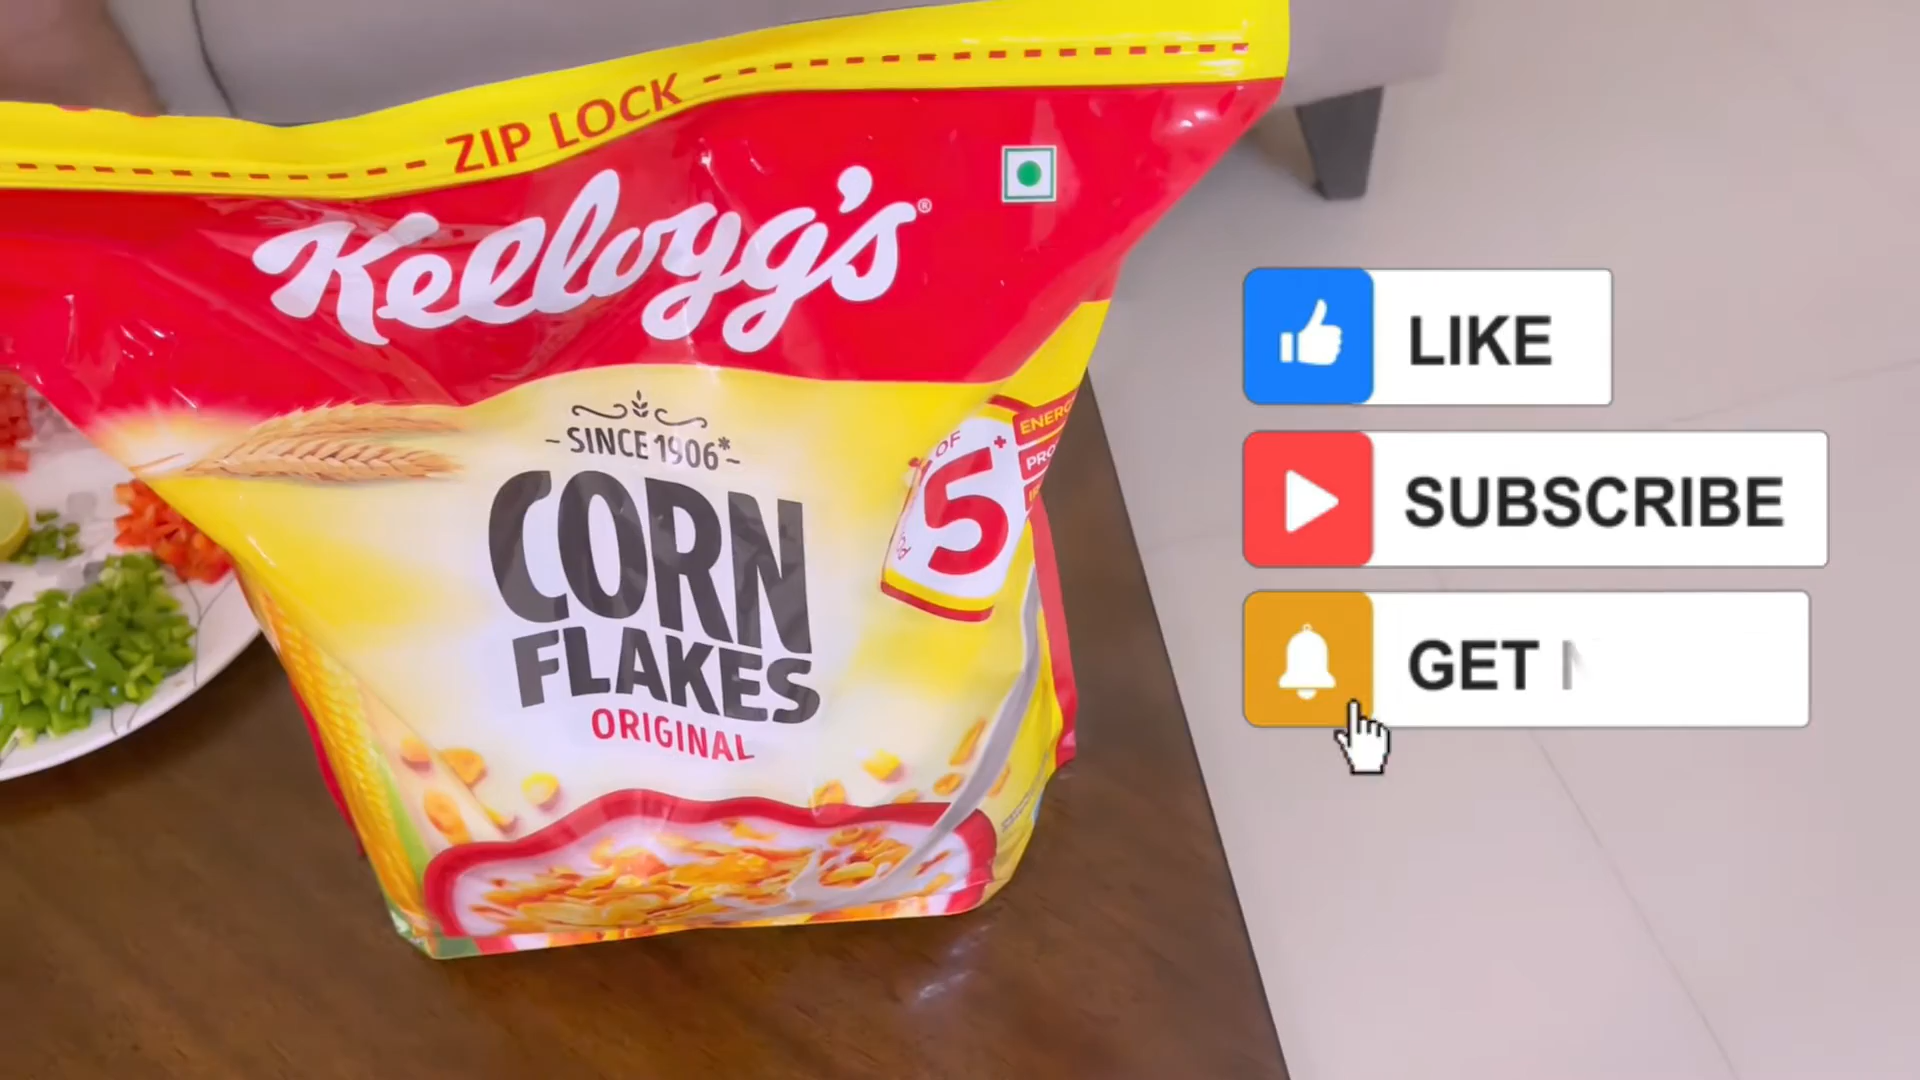 ZIP LOCK
Kellogg's®
SINCE 1906*
CORN
FLAKES
ORIGINAL
OF
5
LIKE
SUBSCRIBE
GET